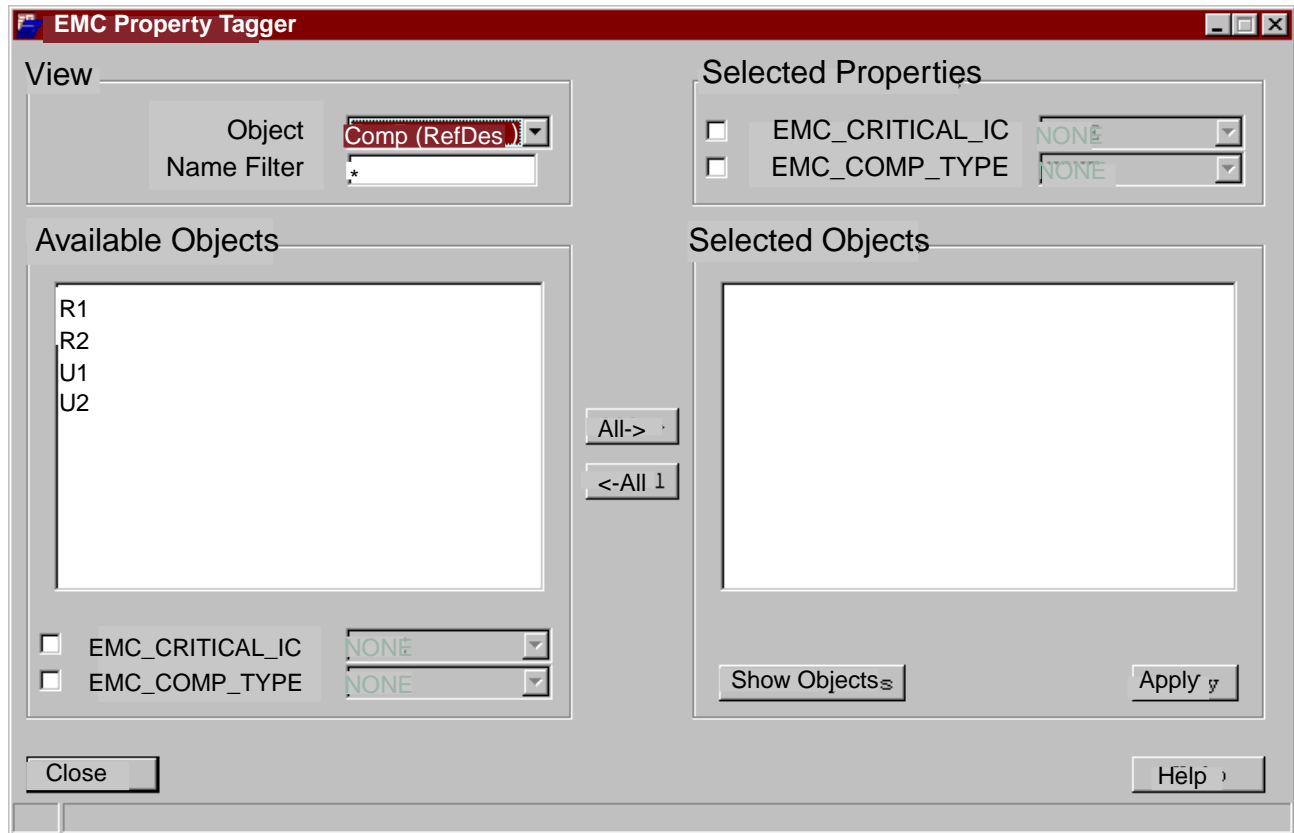 EMC Property Tagger
View
Object Comp (RefDes)
Name Filter *
Selected Properties
EMC_CRITICAL_IC NONE
EMC_COMP_TYPE NONE
Available Objects
R1
R2
U1
U2
EMC_CRITICAL_IC NONE
EMC_COMP_TYPE NONE
All->
<-All
Selected Objects
Show Objects
Apply
Close
Help